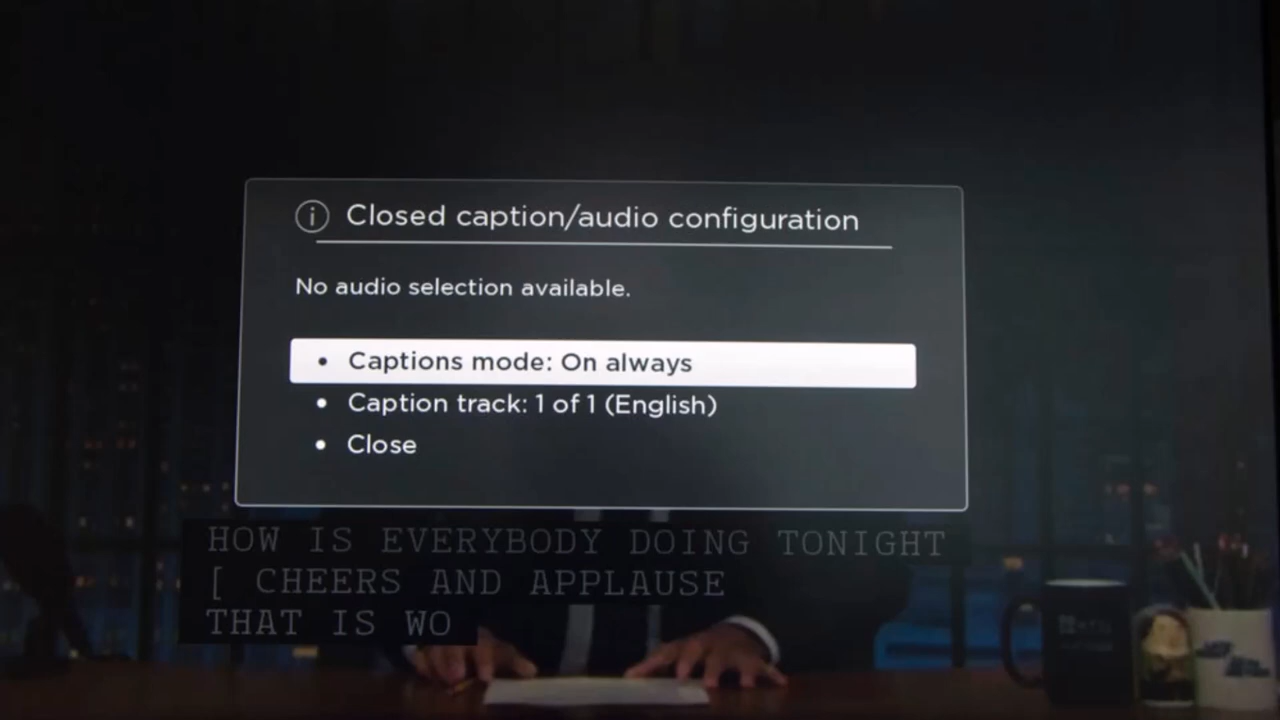 Closed caption/audio configuration
No audio selection available.
• Captions mode: On always
• Caption track: 1 of 1 (English)
• Close
HOW IS EVERYBODY DOING TONIGHT
[ CHEERS AND APPLAUSE
THAT IS WO